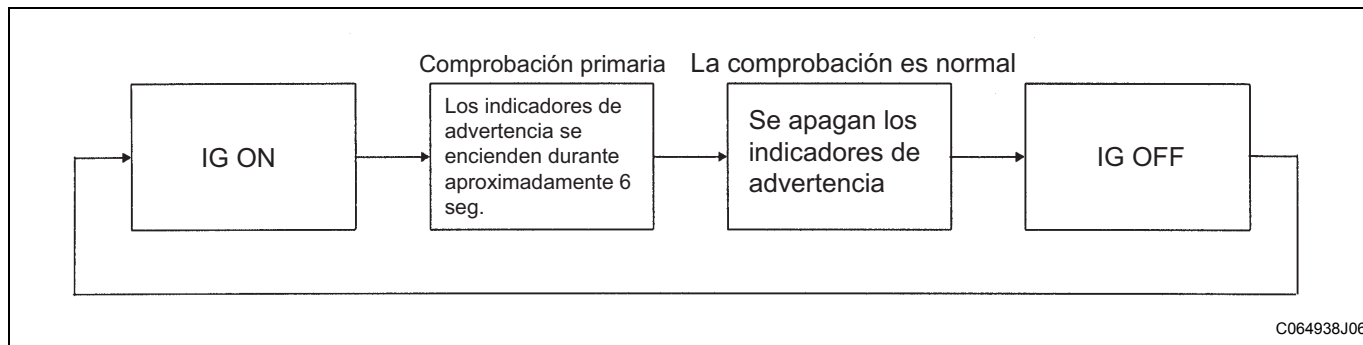 Comprobación primaria
La comprobación es normal
IG ON
Los indicadores de
advertencia se
encienden durante
aproximadamente 6
seg.
Se apagan los
indicadores de
advertencia
IG OFF
C064938J06